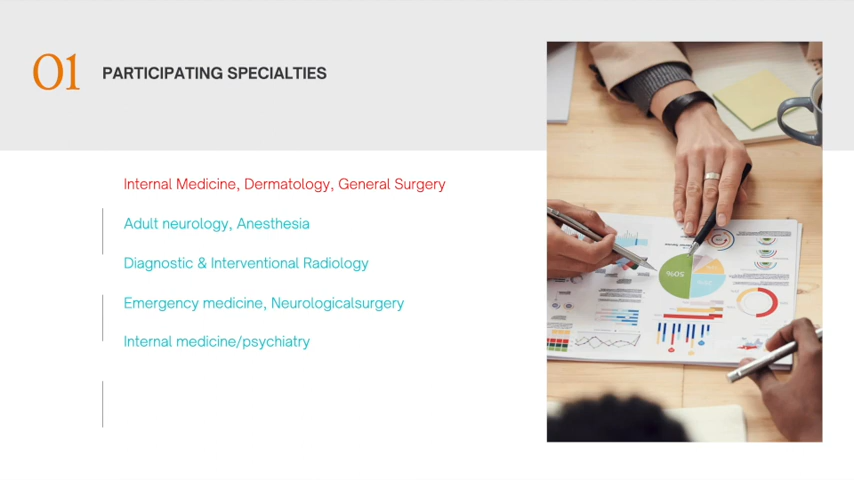 01 PARTICIPATING SPECIALTIES
Internal Medicine, Dermatology, General Surgery
Adult neurology, Anesthesia
Diagnostic & Interventional Radiology
Emergency medicine, Neurologicalsurgery
Internal medicine/psychiatry
50%